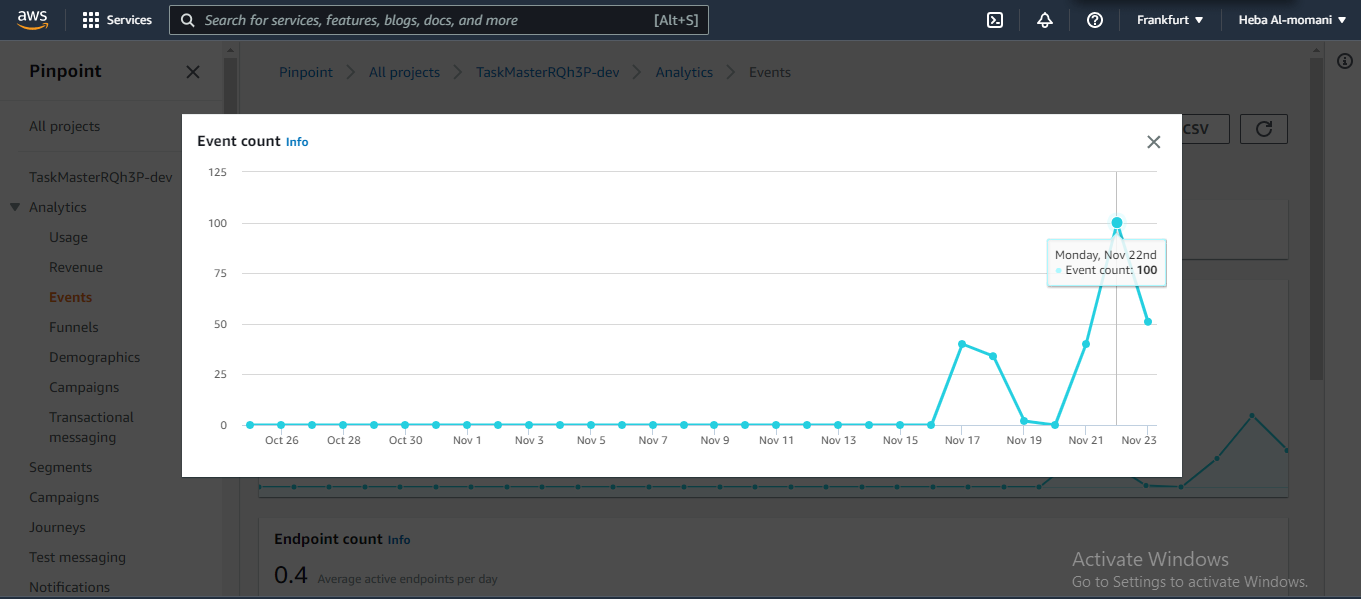 aws
Services
Search for services, features, blogs, docs, and more
[Alt+S]
Frankfurt ▼
Heba Al-momani ▼
Pinpoint
Pinpoint
All projects
TaskMasterRQh3P-dev
Analytics
Events
All projects
CSV
Event count Info
125
100
75
50
25
0
Monday, Nov 22nd
Event count: 100
Oct 26
Oct 28
Oct 30
Nov 1
Nov 3
Nov 5
Nov 7
Nov 9
Nov 11
Nov 13
Nov 15
Nov 17
Nov 19
Nov 21
Nov 23
TaskMasterRQh3P-dev
Analytics
Usage
Revenue
Events
Funnels
Demographics
Campaigns
Transactional
messaging
Segments
Campaigns
Journeys
Test messaging
Notifications
Endpoint count Info
0.4 Average active endpoints per day
Activate Windows
Go to Settings to activate Windows.